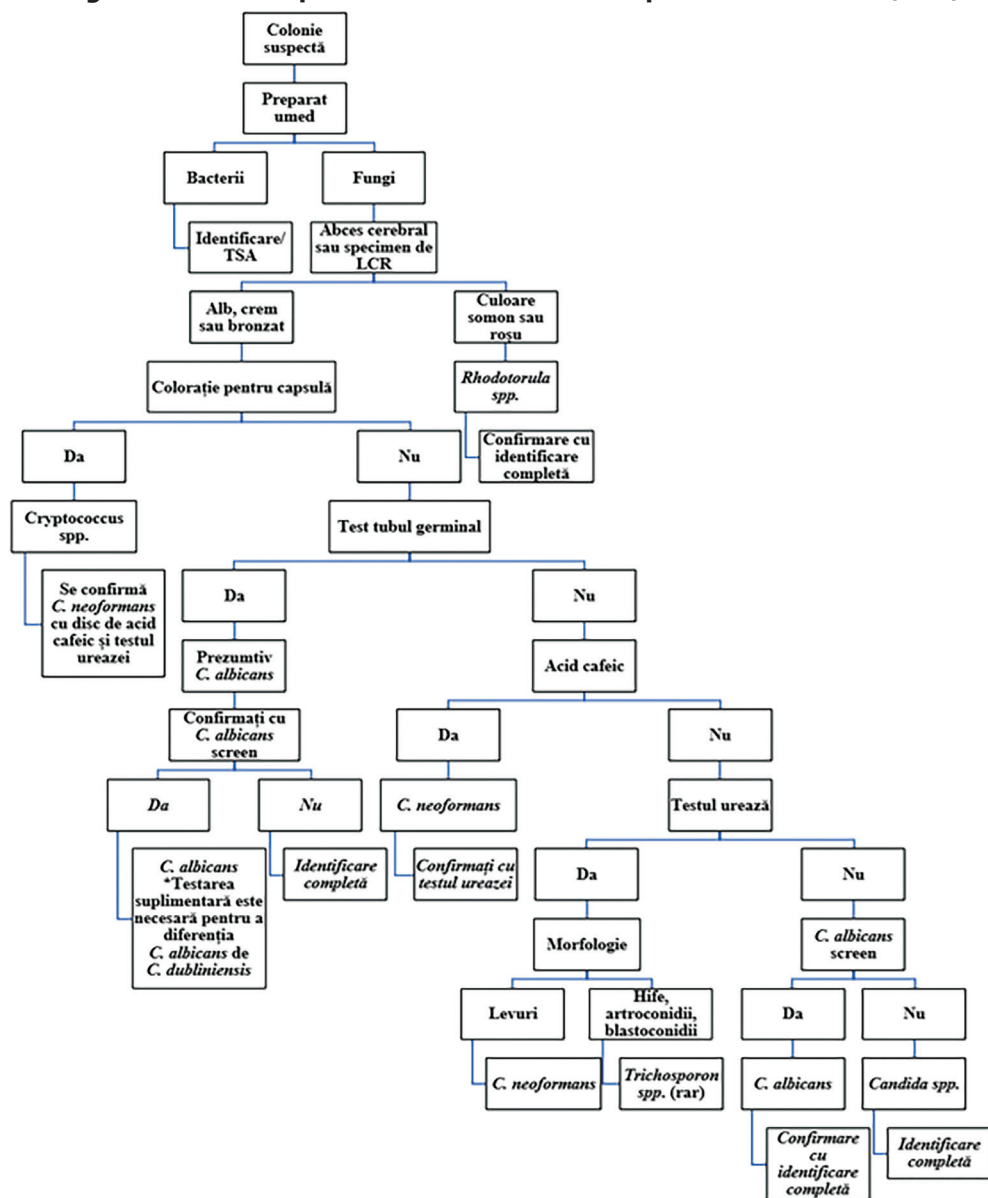 Colonie
suspectă
Preparat
umed
Bacterii
Fungi
Identificare/
TSA
Abces cerebral
sau specimen de
LCR
Alb, crem
sau bronzat
Culoare
somon sau
roșu
Colorație pentru capsulă
Rhodotorula
spp.
Da
Nu
Confirmare cu
identificare
completă
Cryptococcus
spp.
Test tubul germinal
Se confirmă
C. neoformans
cu disc de acid
cafeic și testul
ureazei
Da
Nu
Prezumtiv
C. albicans
Acid cafeic
Confirmați cu
C. albicans
screen
Da
Nu
Da
Nu
C. neoformans
Testul urează
C. albicans
*Testarea
suplimentară este
necesară pentru a
diferenția
C. albicans de
C. dubliniensis
Identificare
completă
Confirmați cu
testul ureazei
Da
Nu
Morfologie
C. albicans
screen
Levuri
Hife,
artroconidii,
blastoconidii
Da
Nu
C. neoformans
Trichosporon
spp. (rar)
C. albicans
Candida spp.
Confirmare
cu
identificare
completă
Identificare
completă